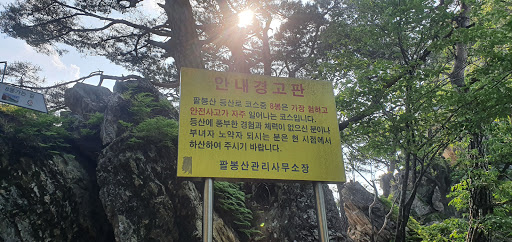 안내경고판
팔봉산 등산로 코스중 8봉은 가장 험하고
안전사고가 자주 일어나는 코스입니다.
등산에 풍부한 경험과 체력이 없으신 분이나
부녀자 노약자 되시는 분은 현 시점에서
하산하여 주시기 바랍니다.
팔봉산관리사무소장